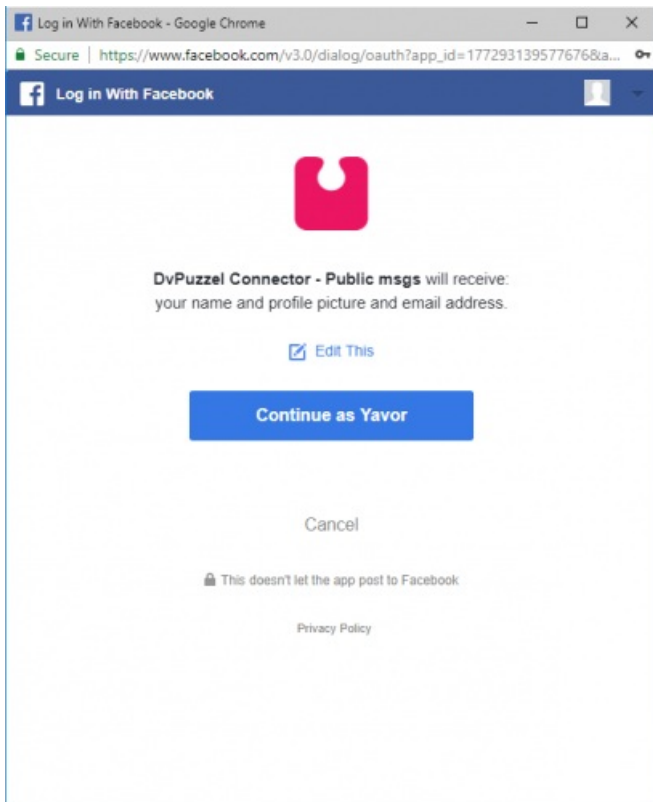 Log in With Facebook - Google Chrome
Secure | https://www.facebook.com/v3.0/dialog/oauth?app_id=177293139577676&a...
Log in With Facebook
DvPuzzel Connector - Public msgs will receive:
your name and profile picture and email address.
Edit This
Continue as Yavor
Cancel
This doesn't let the app post to Facebook
Privacy Policy